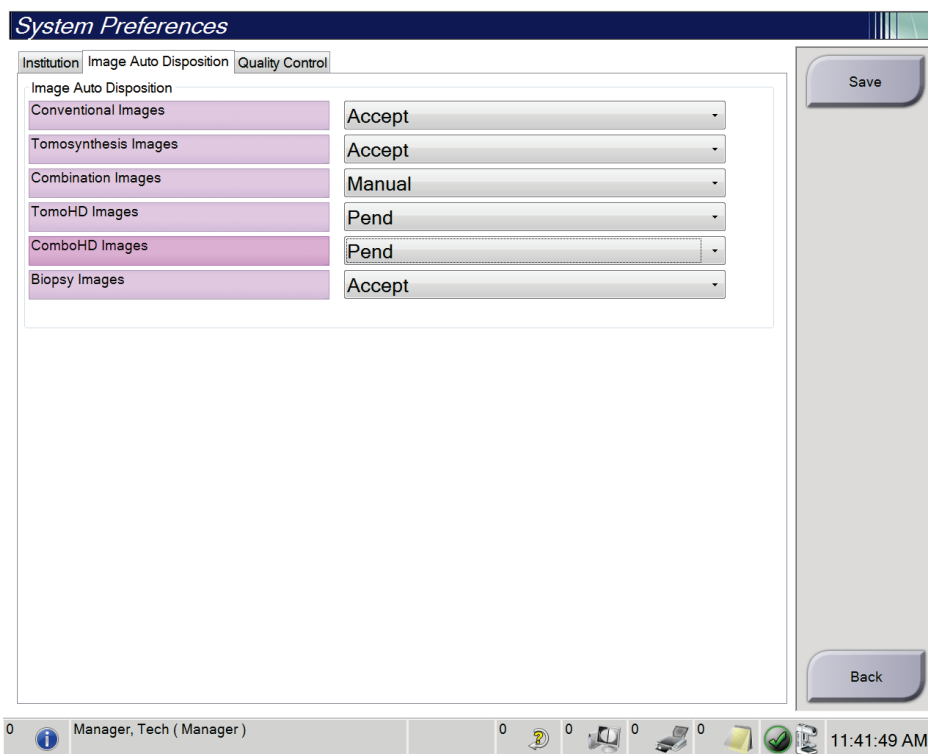 System Preferences
Institution Image Auto Disposition Quality Control
Save
Image Auto Disposition
Conventional Images Accept
Tomosynthesis Images Accept
Combination Images Manual
TomoHD Images Pend
ComboHD Images Pend
Biopsy Images Accept
Back
0 Manager, Tech ( Manager ) 0 0 0 0 11:41:49 AM